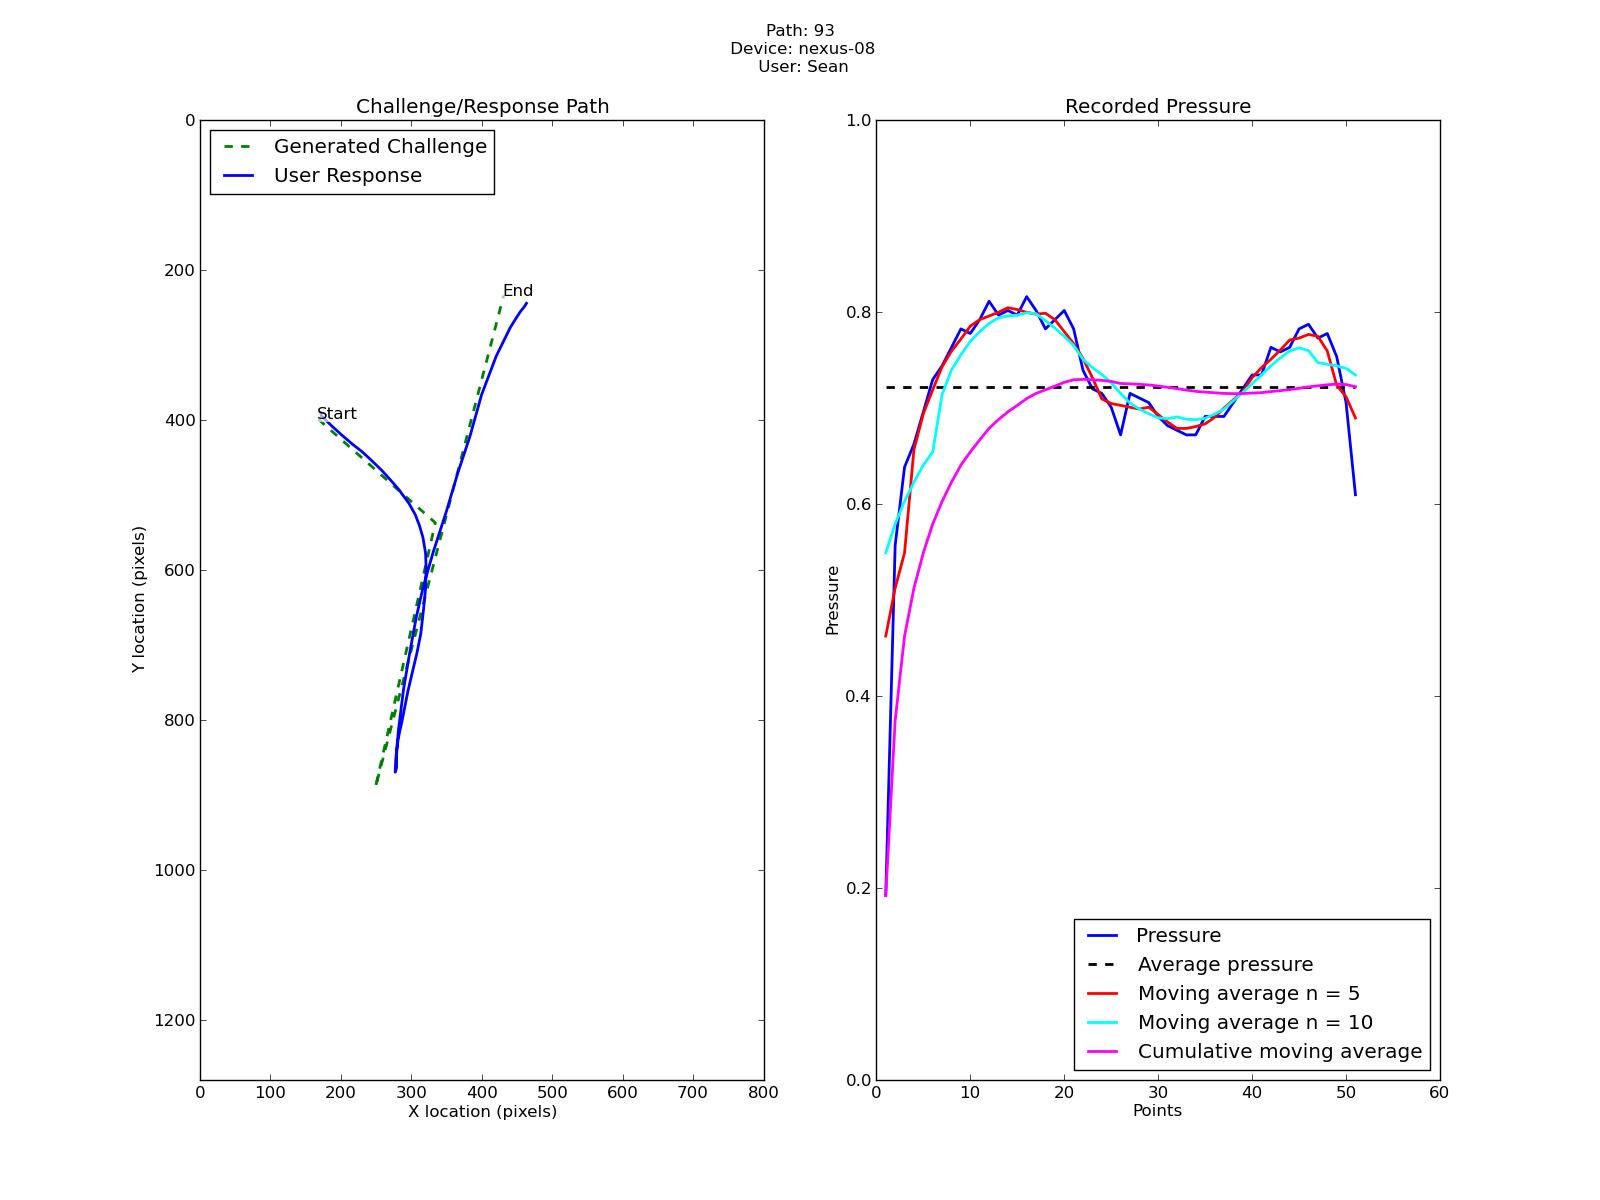 Path: 93
Device: nexus-08
User: Sean
Challenge/Response Path
0
200
400
600
800
1000
1200
Y location (pixels)
Generated Challenge
User Response
Start
End
0 100 200 300 400 500 600 700 800
X location (pixels)
Recorded Pressure
1.0
0.8
0.6
0.4
0.2
0.0
Pressure
Pressure
Average pressure
Moving average n = 5
Moving average n = 10
Cumulative moving average
0 10 20 30 40 50 60
Points